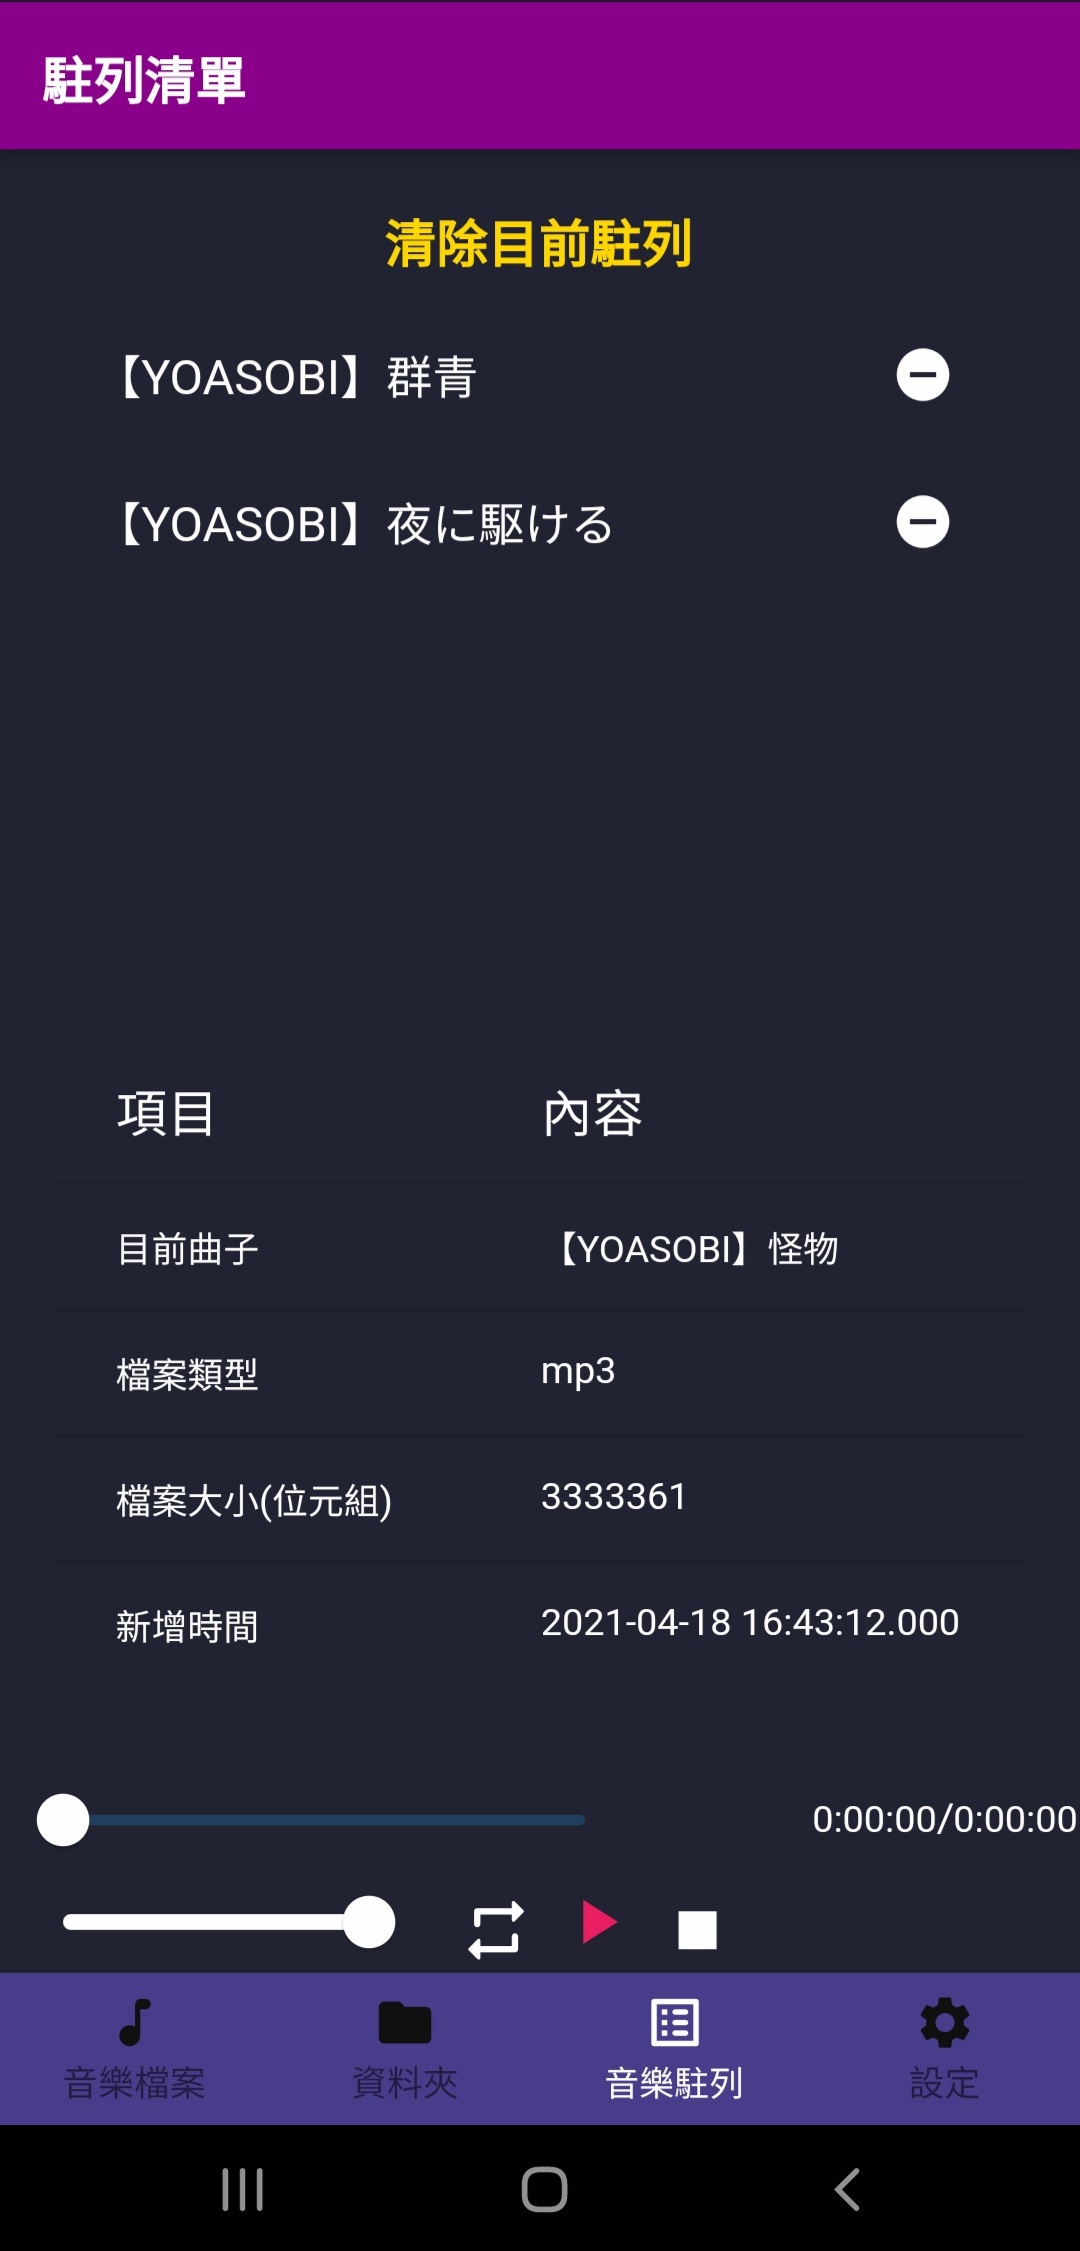 駐列清單
清除目前駐列
【YOASOBI】群青
【YOASOBI】夜に駆ける
項目 內容
目前曲子 【YOASOBI】怪物
檔案類型 mp3
檔案大小(位元組) 3333361
新增時間 2021-04-18 16:43:12.000
0:00:00/0:00:00
音樂檔案 資料夾 音樂駐列 設定